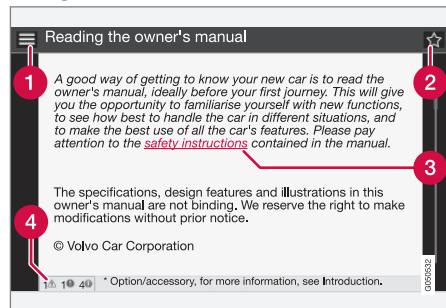 Reading the owner's manual
1
2
A good way of getting to know your new car is to read the
owner's manual, ideally before your first journey. This will give
you the opportunity to familiarise yourself with new functions,
to see how best to handle the car in different situations, and
to make the best use of all the car's features. Please pay
attention to the safety instructions contained in the manual.
3
The specifications, design features and illustrations in this
owner's manual are not binding. We reserve the right to make
modifications without prior notice.
4
© Volvo Car Corporation
1 1 4 * Option/accessory, for more information, see Introduction.
G050532